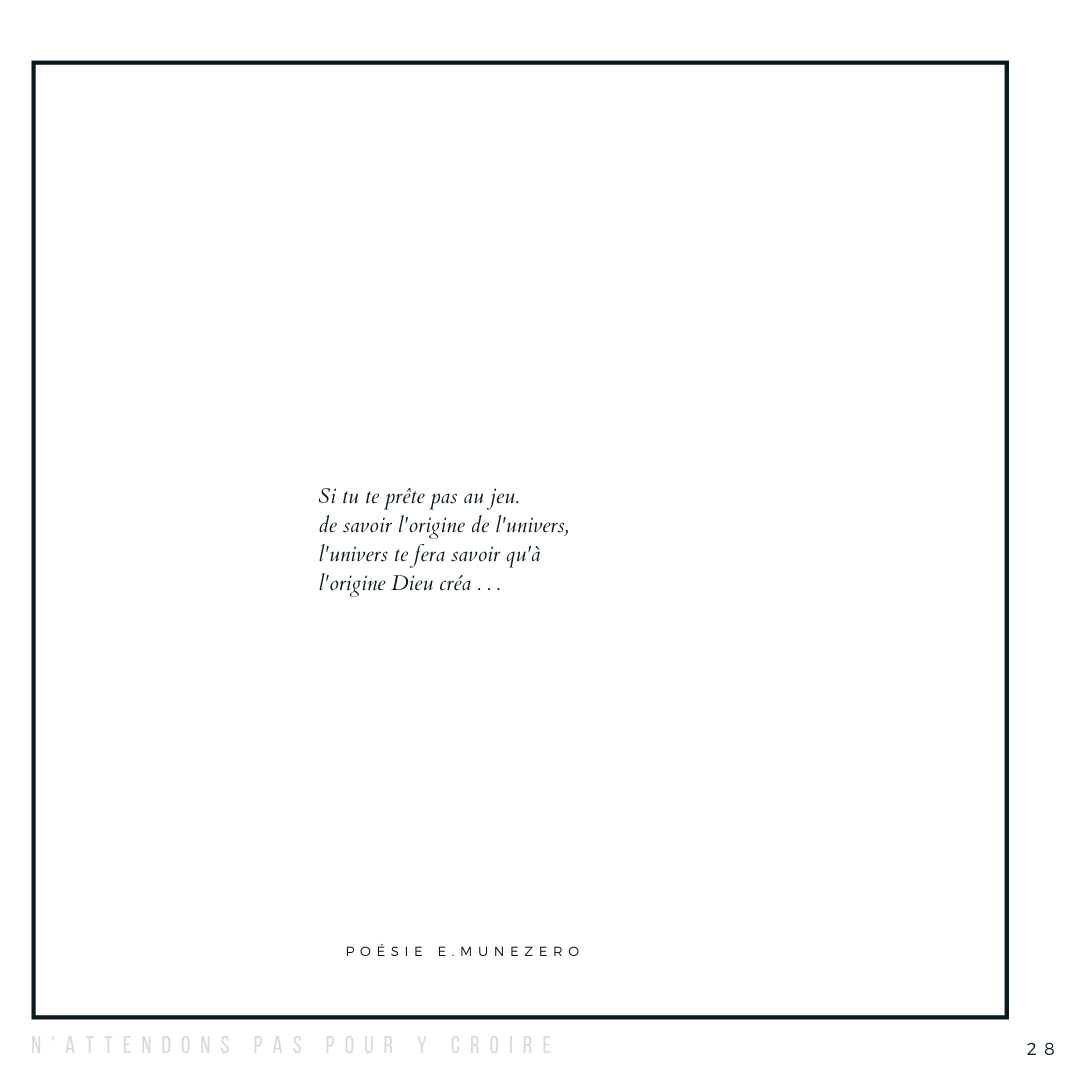 Si tu te prête pas au jeu.
de savoir l'origine de l'univers,
l'univers te fera savoir qu'à
l'origine Dieu créa . . .
POÉSIE E.MUNEZERO
N'ATTENDONS PAS POUR Y CROIRE
28